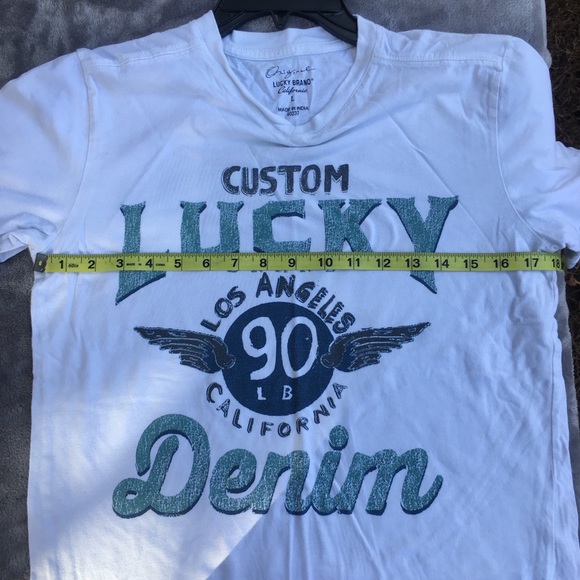 Original
LUCKY BRAND
California
L
MADE IN INDIA
CUSTOM
LUCKY
1 2 3 4 5 6 7 8 9 10 11 12 13 14 15 16 17 18
LOS ANGELES
90
L B
CALIFORNIA
Denim